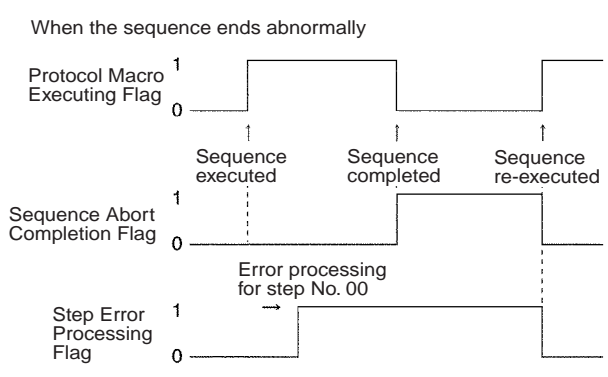 When the sequence ends abnormally
Protocol Macro
Executing Flag
1
0
↑
↑
↑
Sequence
executed
Sequence
completed
Sequence
re-executed
Sequence Abort
Completion Flag
1
0
Error processing
for step No. 00
→
Step Error
Processing
Flag
1
0